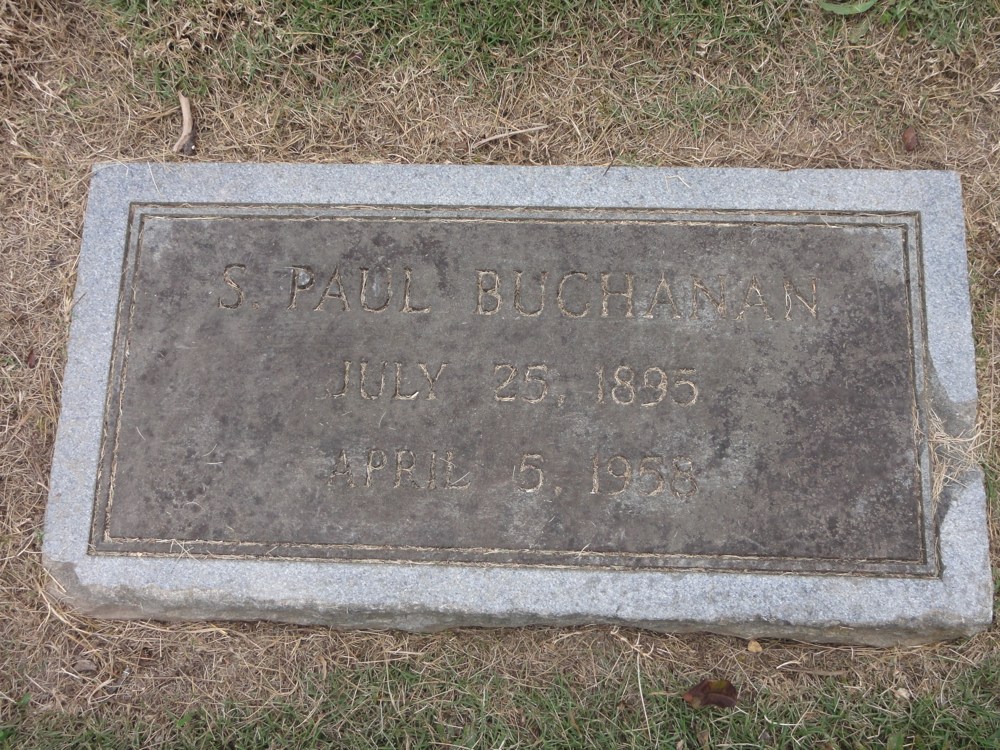 S. PAUL BUCHANAN
JULY 25, 1895
APRIL 5, 1958